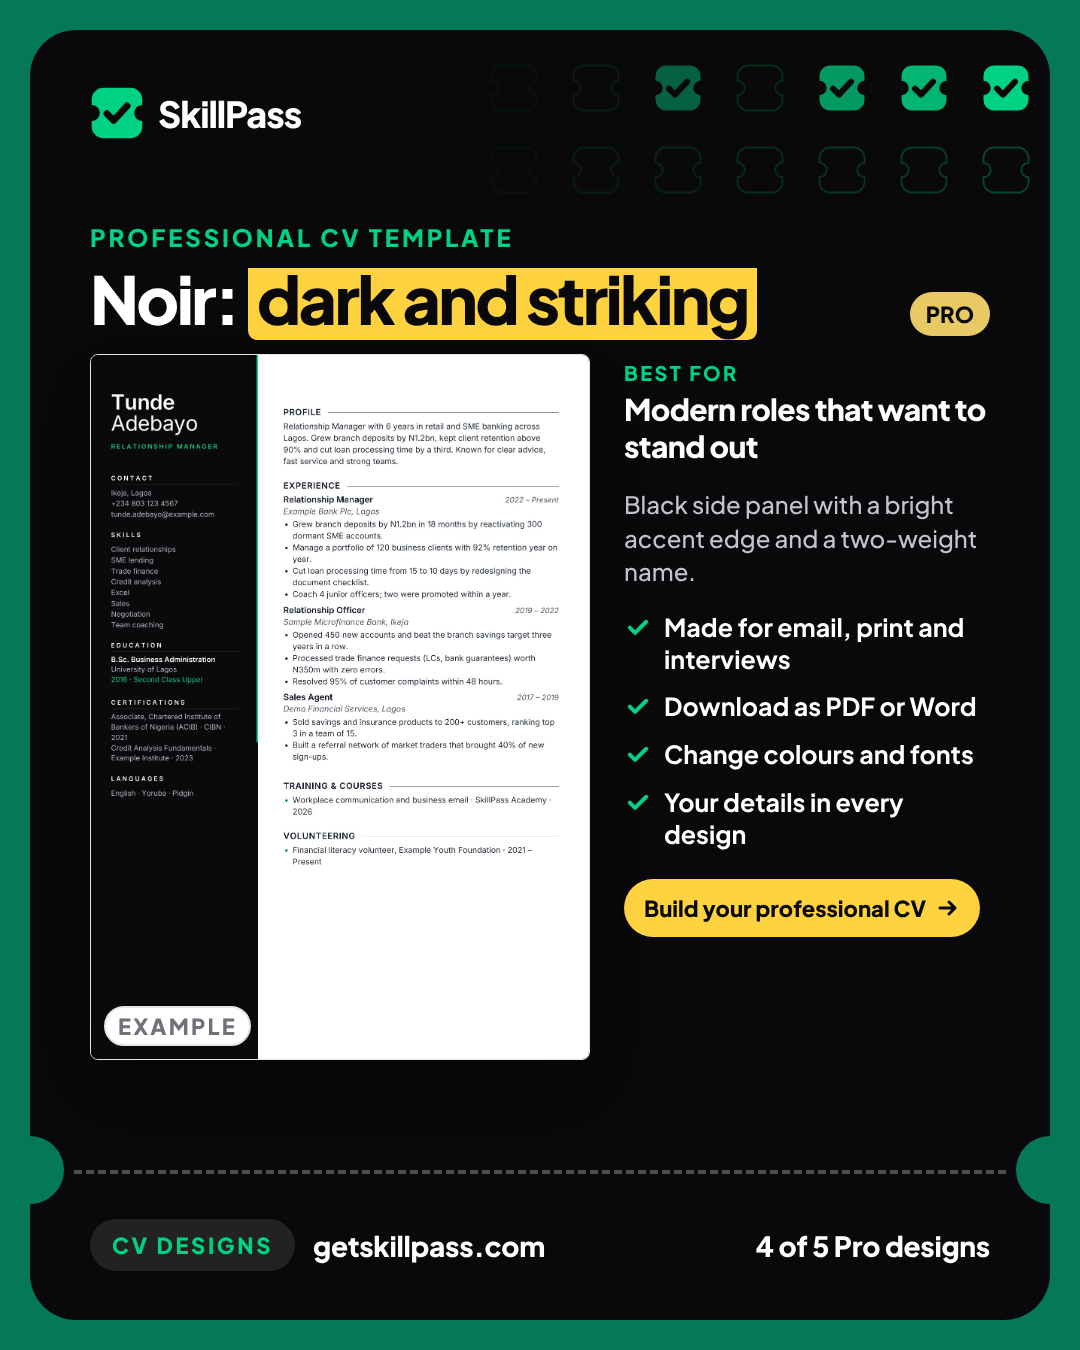 SkillPass
PROFESSIONAL CV TEMPLATE
Noir: dark and striking
PRO
Tunde
Adebayo
RELATIONSHIP MANAGER
CONTACT
Ikeja, Lagos
+234 803 123 4567
tunde.adebayo@example.com
SKILLS
Client relationships
SME lending
Trade finance
Credit analysis
Excel
Sales
Negotiation
Team coaching
EDUCATION
B.Sc. Business Administration
University of Lagos
2016 · Second Class Upper
CERTIFICATIONS
Associate, Chartered Institute of
Bankers of Nigeria (ACIB) · CIBN ·
2021
Credit Analysis Fundamentals ·
Example Institute · 2023
LANGUAGES
English · Yoruba · Pidgin
EXAMPLE
PROFILE
Relationship Manager with 6 years in retail and SME banking across
Lagos. Grew branch deposits by N1.2bn, kept client retention above
90% and cut loan processing time by a third. Known for clear advice,
fast service and strong teams.
EXPERIENCE
Relationship Manager 2022 – Present
Example Bank Plc, Lagos
• Grew branch deposits by N1.2bn in 18 months by reactivating 300
dormant SME accounts.
• Manage a portfolio of 120 business clients with 92% retention year on
year.
• Cut loan processing time from 15 to 10 days by redesigning the
document checklist.
• Coach 4 junior officers; two were promoted within a year.
Relationship Officer 2019 – 2022
Sample Microfinance Bank, Ikeja
• Opened 450 new accounts and beat the branch savings target three
years in a row.
• Processed trade finance requests (LCs, bank guarantees) worth
N350m with zero errors.
• Resolved 95% of customer complaints within 48 hours.
Sales Agent 2017 – 2019
Demo Financial Services, Lagos
• Sold savings and insurance products to 200+ customers, ranking top
3 in a team of 15.
• Built a referral network of market traders that brought 40% of new
sign-ups.
TRAINING & COURSES
• Workplace communication and business email · SkillPass Academy ·
2026
VOLUNTEERING
• Financial literacy volunteer, Example Youth Foundation · 2021 –
Present
BEST FOR
Modern roles that want to
stand out
Black side panel with a bright
accent edge and a two-weight
name.
Made for email, print and
interviews
Download as PDF or Word
Change colours and fonts
Your details in every
design
Build your professional CV →
CV DESIGNS
getskillpass.com
4 of 5 Pro designs